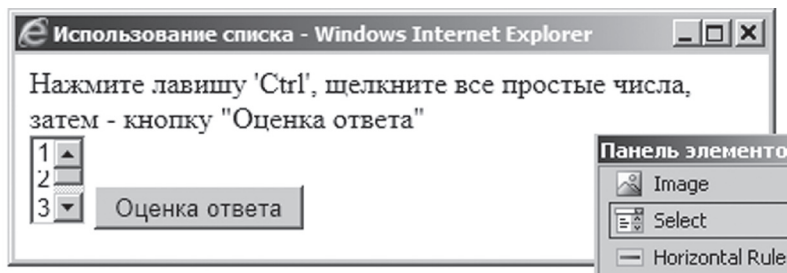 Использование списка - Windows Internet Explorer
Нажмите лавишу 'Ctrl', щелкните все простые числа,
затем - кнопку "Оценка ответа"
1
2
3
Оценка ответа
Панель элементо
Image
Select
Horizontal Rule